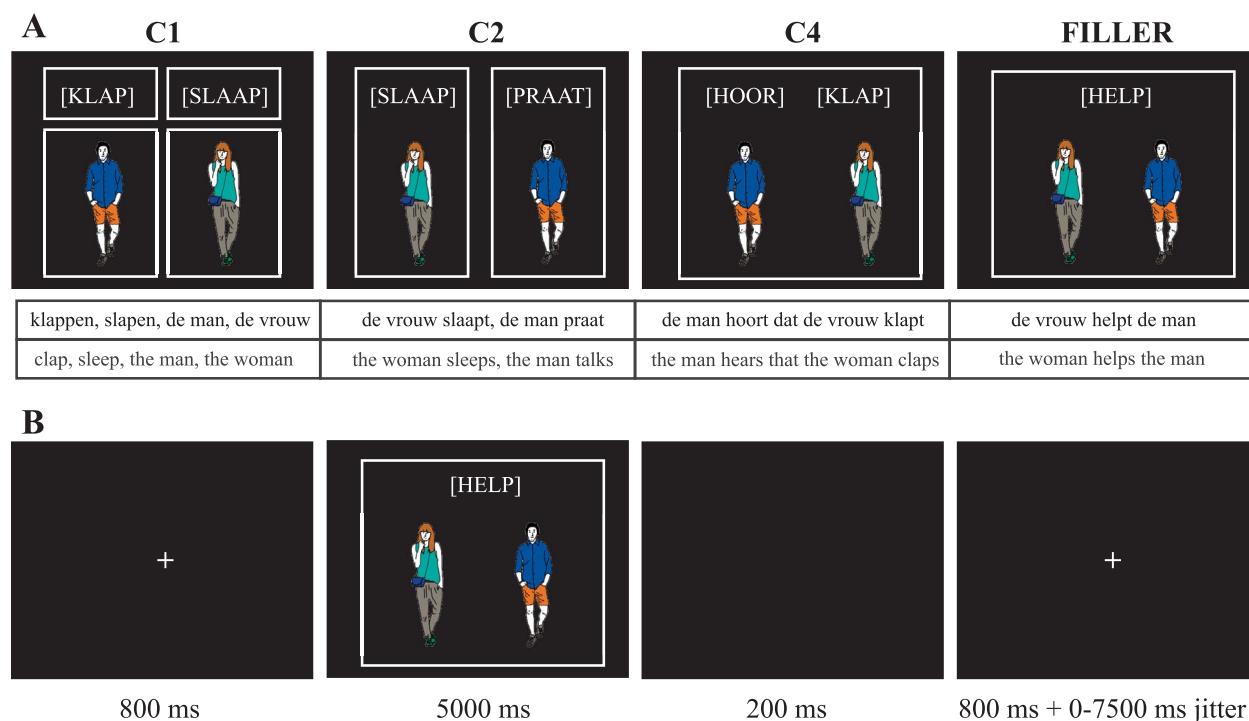 A
C1 C2 C4 FILLER
[KLAP] [SLAAP] [SLAAP] [PRAAT] [HOOR] [KLAP] [HELP]
klappen, slapen, de man, de vrouw de vrouw slaapt, de man praat de man hoort dat de vrouw klapt de vrouw helpt de man
clap, sleep, the man, the woman the woman sleeps, the man talks the man hears that the woman claps the woman helps the man
B
[HELP]
+ +
800 ms 5000 ms 200 ms 800 ms + 0-7500 ms jitter